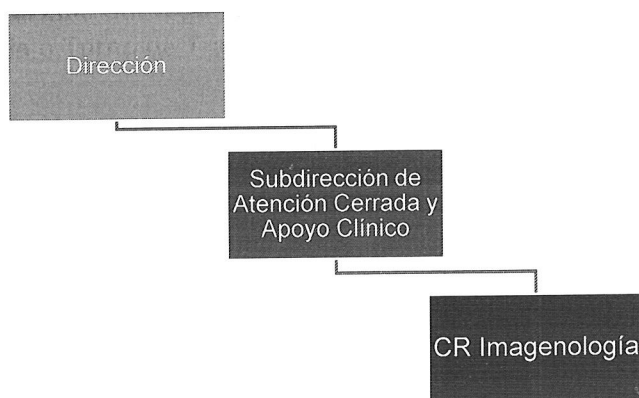 Dirección
Subdirección de
Atención Cerrada y
Apoyo Clínico
CR Imagenología